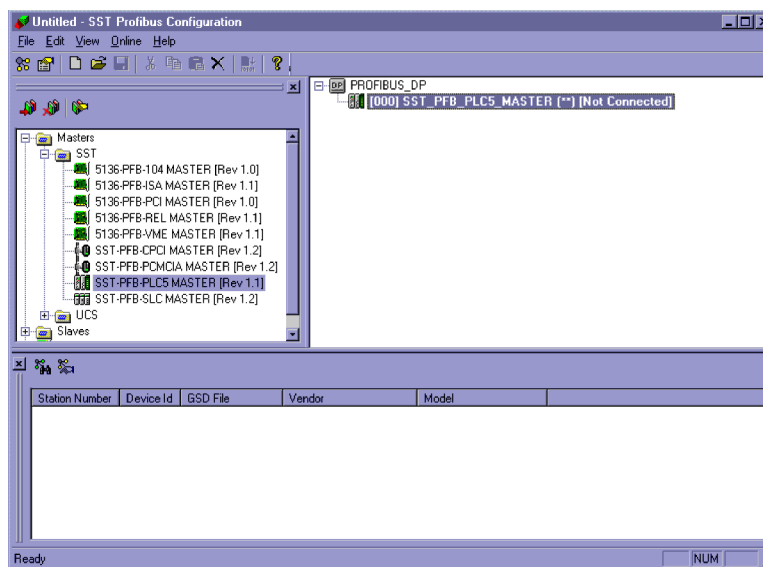 Untitled - SST Profibus Configuration
File Edit View Online Help
PROFIBUS_DP
[000] SST_PFB_PLC5_MASTER (**) [Not Connected]
Masters
SST
5136-PFB-104 MASTER [Rev 1.0]
5136-PFB-ISA MASTER [Rev 1.1]
5136-PFB-PCI MASTER [Rev 1.0]
5136-PFB-REL MASTER [Rev 1.1]
5136-PFB-VME MASTER [Rev 1.1]
SST-PFB-CPCI MASTER [Rev 1.2]
SST-PFB-PCMCIA MASTER [Rev 1.2]
SST-PFB-PLC5 MASTER [Rev 1.1]
SST-PFB-SLC MASTER [Rev 1.2]
UCS
Slaves
Station Number Device Id GSD File Vendor Model
Ready NUM